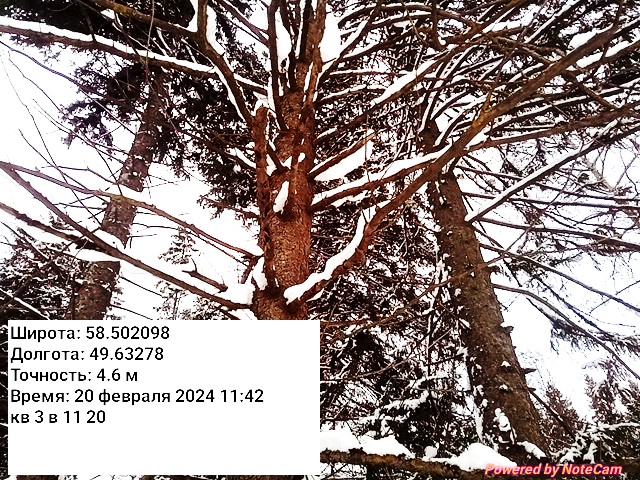 Широта: 58.502098
Долгота: 49.63278
Точность: 4.6 м
Время: 20 февраля 2024 11:42
кв 3 в 11 20
Powered by NoteCam